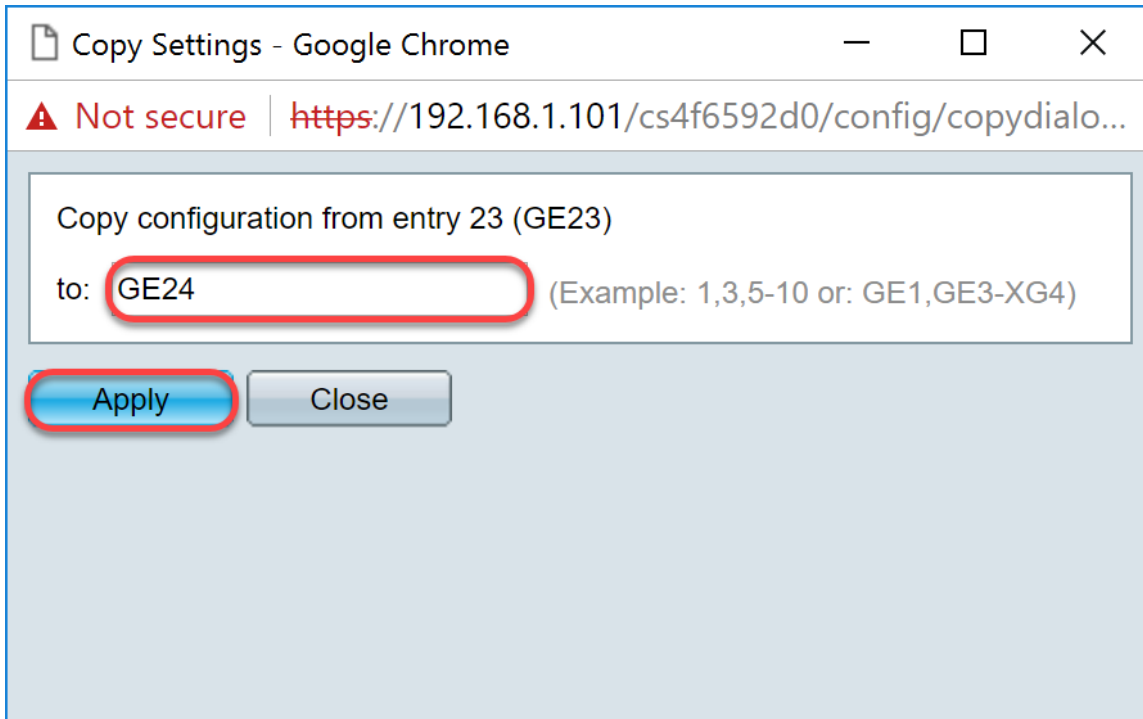 Copy Settings - Google Chrome
Not secure https://192.168.1.101/cs4f6592d0/config/copydialo...
Copy configuration from entry 23 (GE23)
to: GE24 (Example: 1,3,5-10 or: GE1,GE3-XG4)
Apply Close